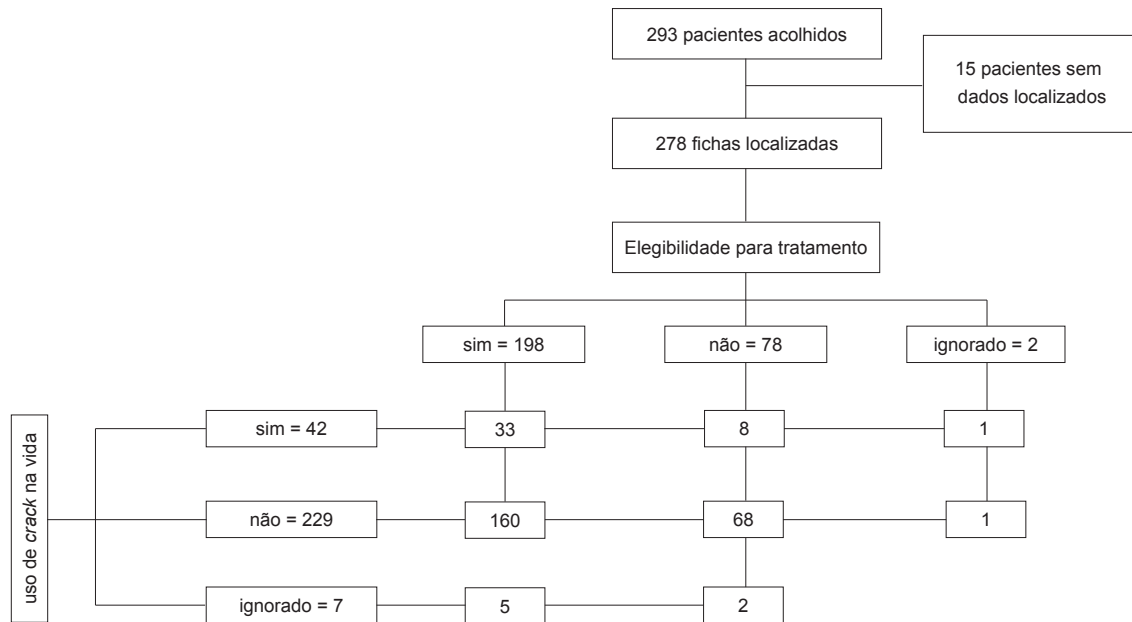 293 pacientes acolhidos
15 pacientes sem
dados localizados
278 fichas localizadas
Elegibilidade para tratamento
sim = 198
não = 78
ignorado = 2
uso de crack na vida
sim = 42
33
8
1
não = 229
160
68
1
ignorado = 7
5
2